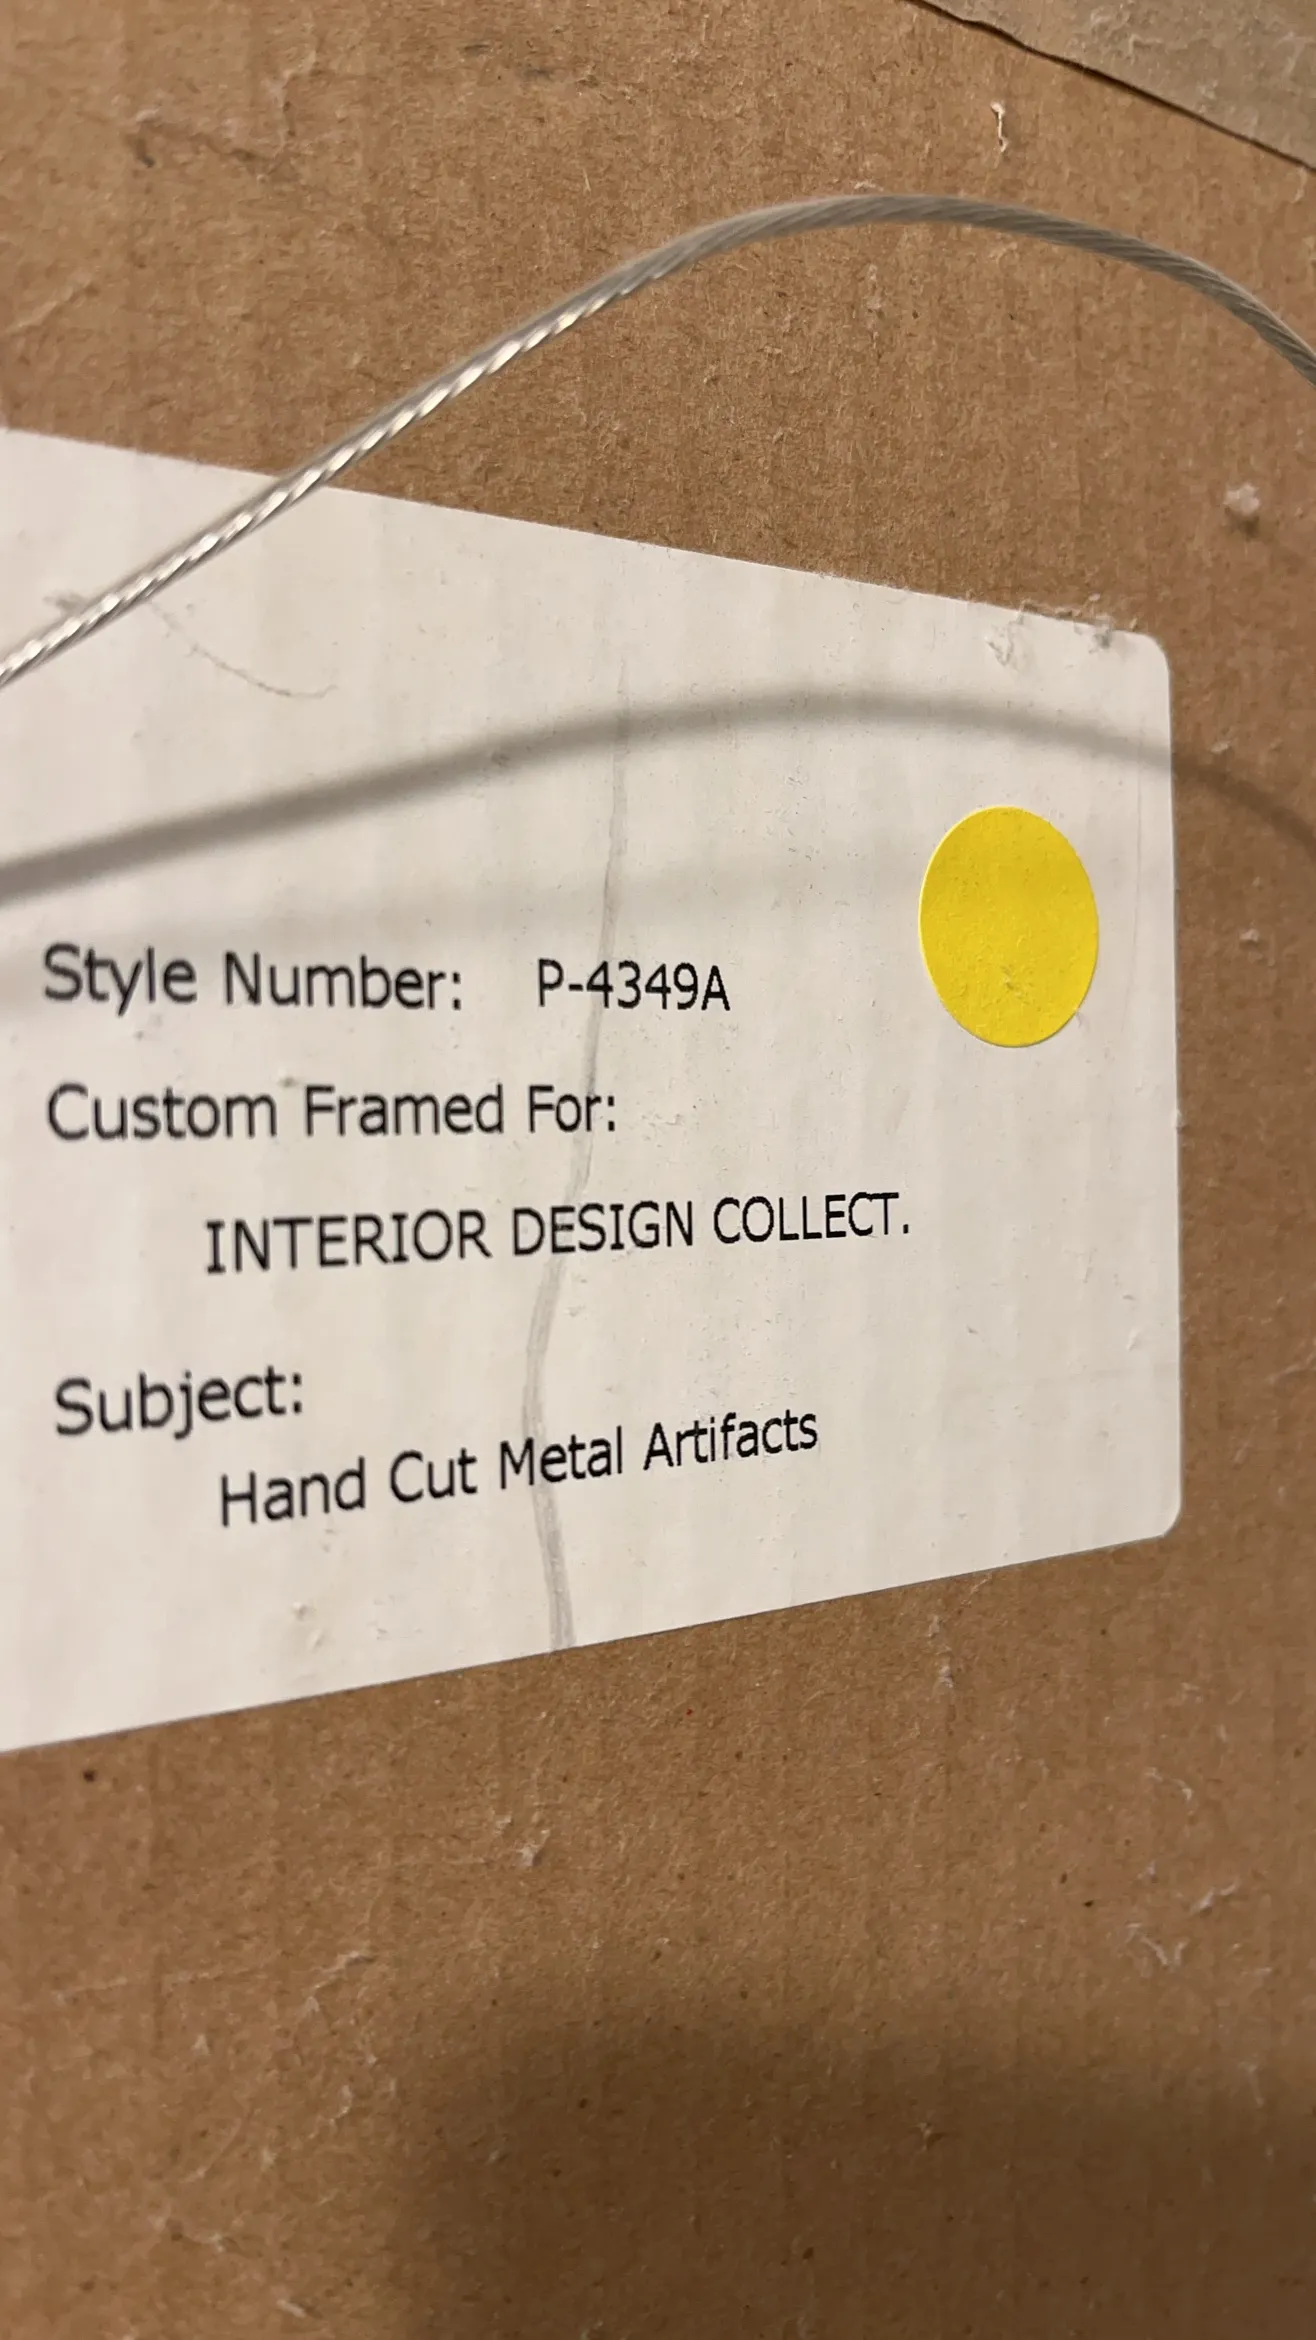 Style Number: P-4349A
Custom Framed For:
INTERIOR DESIGN COLLECT.
Subject:
Hand Cut Metal Artifacts